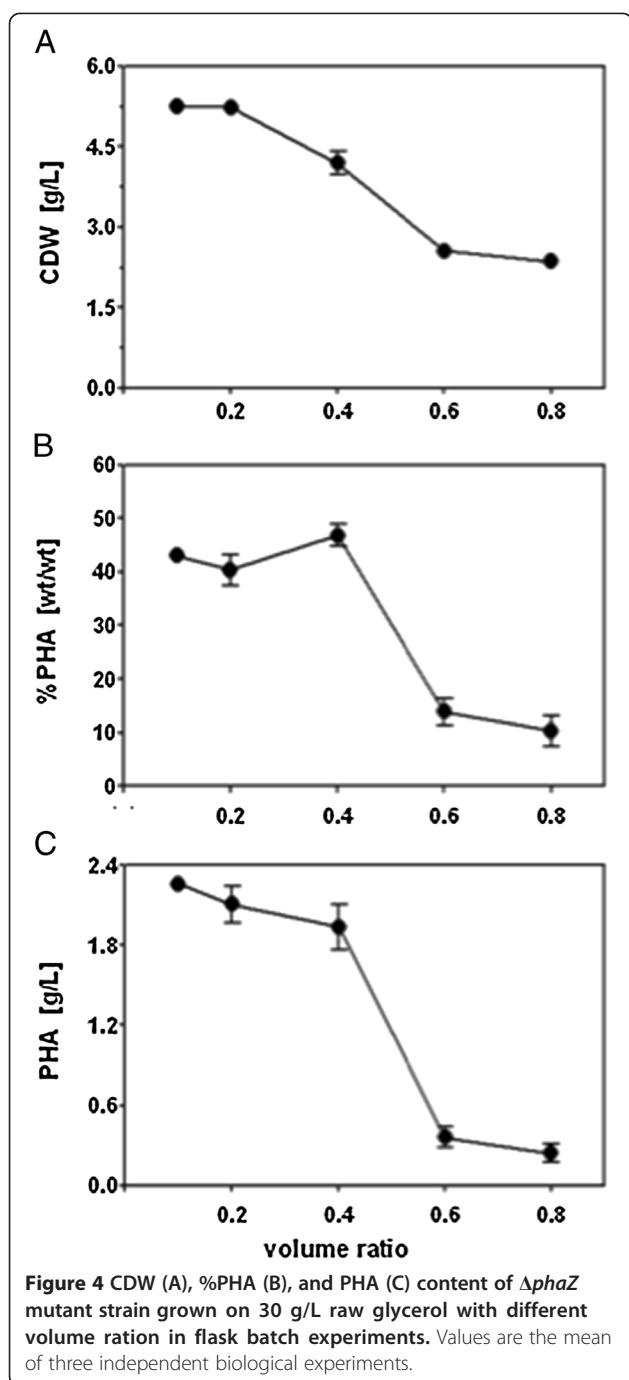 A
6.0
4.5
3.0
1.5
0.0
CDW [g/L]
0.2 0.4 0.6 0.8
B
60
50
40
30
20
10
0
%PHA [wt/wt]
0.2 0.4 0.6 0.8
C
2.4
1.8
1.2
0.6
0.0
PHA [g/L]
0.2 0.4 0.6 0.8
volume ratio
Figure 4 CDW (A), %PHA (B), and PHA (C) content of ΔphaZ
mutant strain grown on 30 g/L raw glycerol with different
volume ration in flask batch experiments. Values are the mean
of three independent biological experiments.